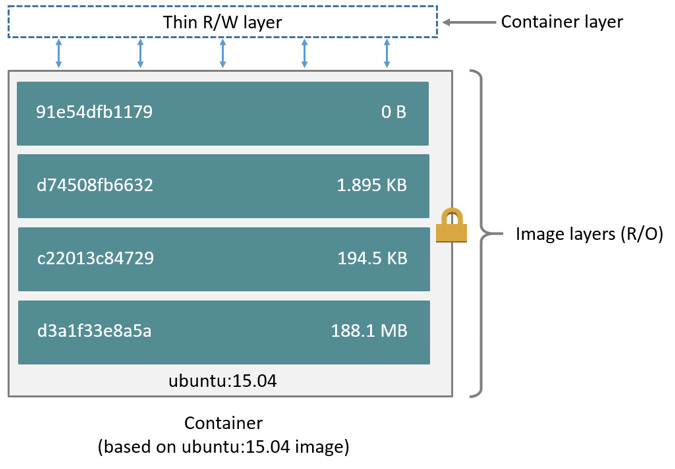 Thin R/W layer
Container layer
91e54dfb1179 0 B
d74508fb6632 1.895 KB
c22013c84729 194.5 KB
Image layers (R/O)
d3a1f33e8a5a 188.1 MB
ubuntu:15.04
Container
(based on ubuntu:15.04 image)